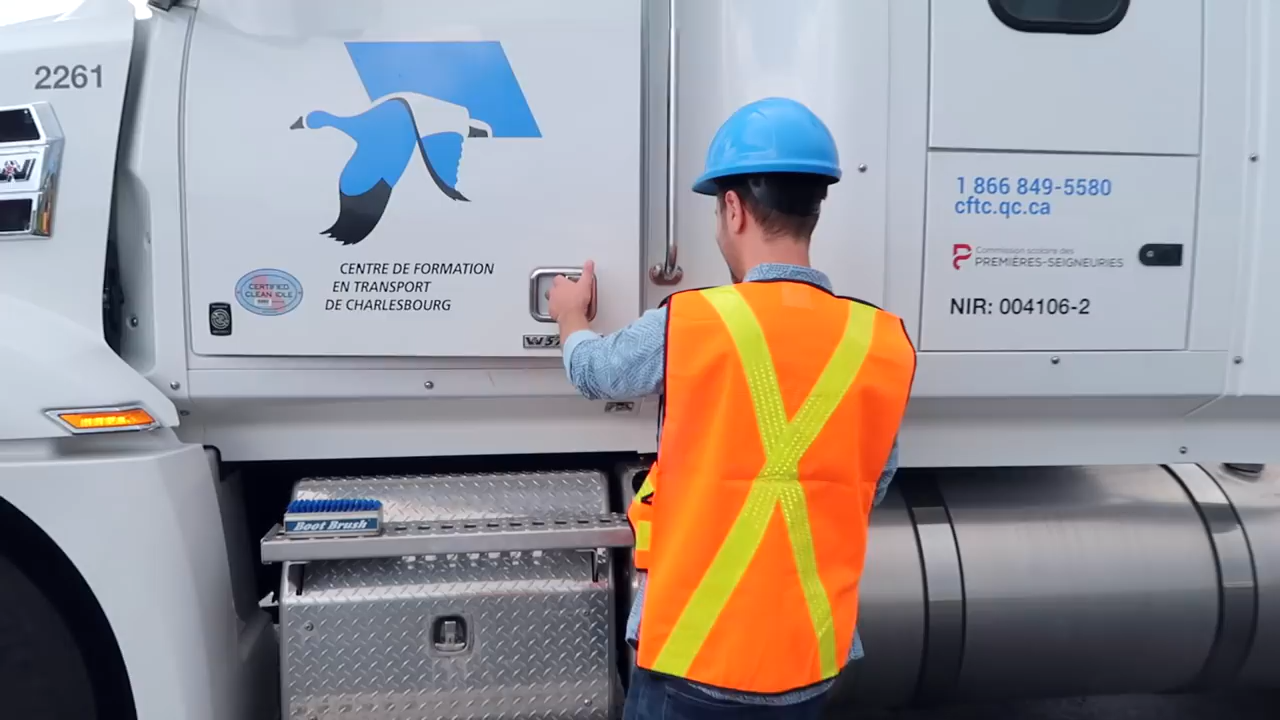 2261
CENTRE DE FORMATION
EN TRANSPORT
DE CHARLESBOURG
CERTIFIED
CLEAN IDLE
1 866 849-5580
cftc.qc.ca
Commission scolaire des
PREMIÈRES-SEIGNEURIES
NIR: 004106-2
Boot Brush